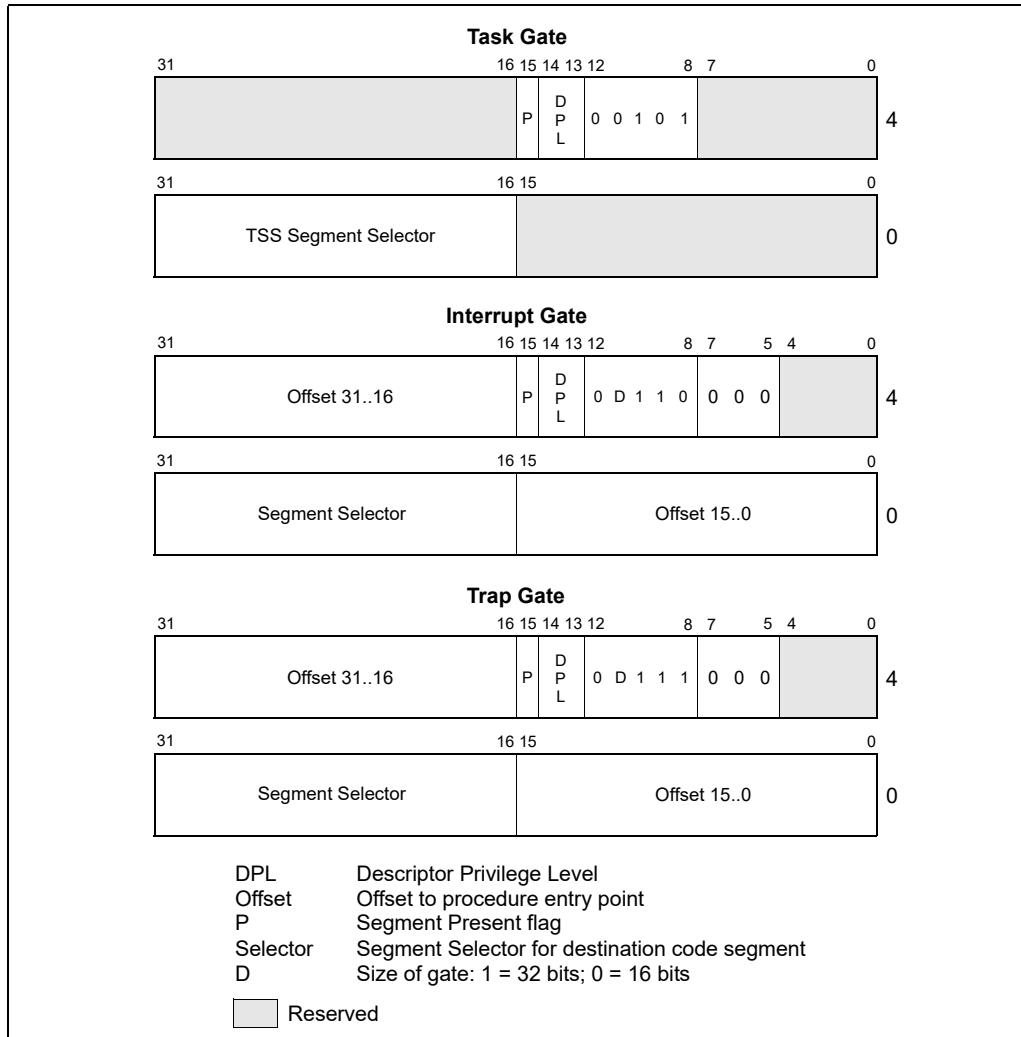 Task Gate
31 16 15 14 13 12 8 7 0
P DPL 0 0 1 0 1 4
31 16 15 0
TSS Segment Selector 0
Interrupt Gate
31 16 15 14 13 12 8 7 5 4 0
Offset 31..16 P DPL 0 D 1 1 0 0 0 0 4
31 16 15 0
Segment Selector Offset 15..0 0
Trap Gate
31 16 15 14 13 12 8 7 5 4 0
Offset 31..16 P DPL 0 D 1 1 1 0 0 0 4
31 16 15 0
Segment Selector Offset 15..0 0
DPL Descriptor Privilege Level
Offset Offset to procedure entry point
P Segment Present flag
Selector Segment Selector for destination code segment
D Size of gate: 1 = 32 bits; 0 = 16 bits
Reserved